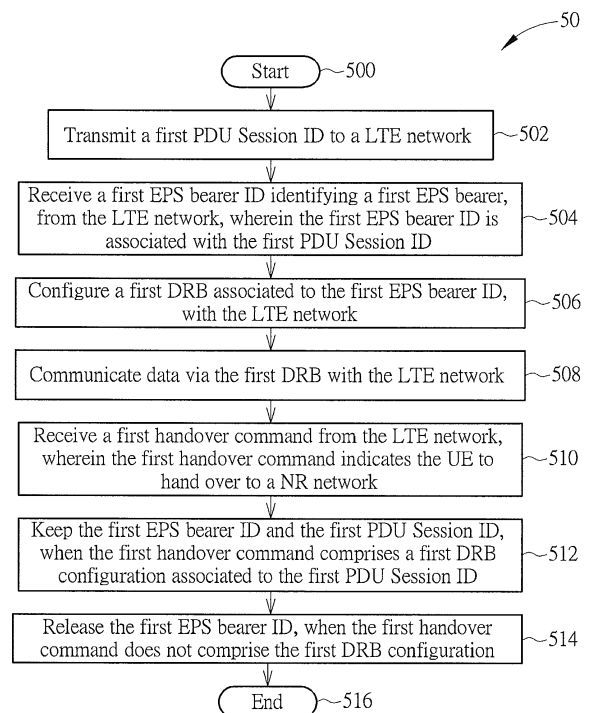 50
Start
500
Transmit a first PDU Session ID to a LTE network
502
Receive a first EPS bearer ID identifying a first EPS bearer,
from the LTE network, wherein the first EPS bearer ID is
associated with the first PDU Session ID
504
Configure a first DRB associated to the first EPS bearer ID,
with the LTE network
506
Communicate data via the first DRB with the LTE network
508
Receive a first handover command from the LTE network,
wherein the first handover command indicates the UE to
hand over to a NR network
510
Keep the first EPS bearer ID and the first PDU Session ID,
when the first handover command comprises a first DRB
configuration associated to the first PDU Session ID
512
Release the first EPS bearer ID, when the first handover
command does not comprise the first DRB configuration
514
End
516